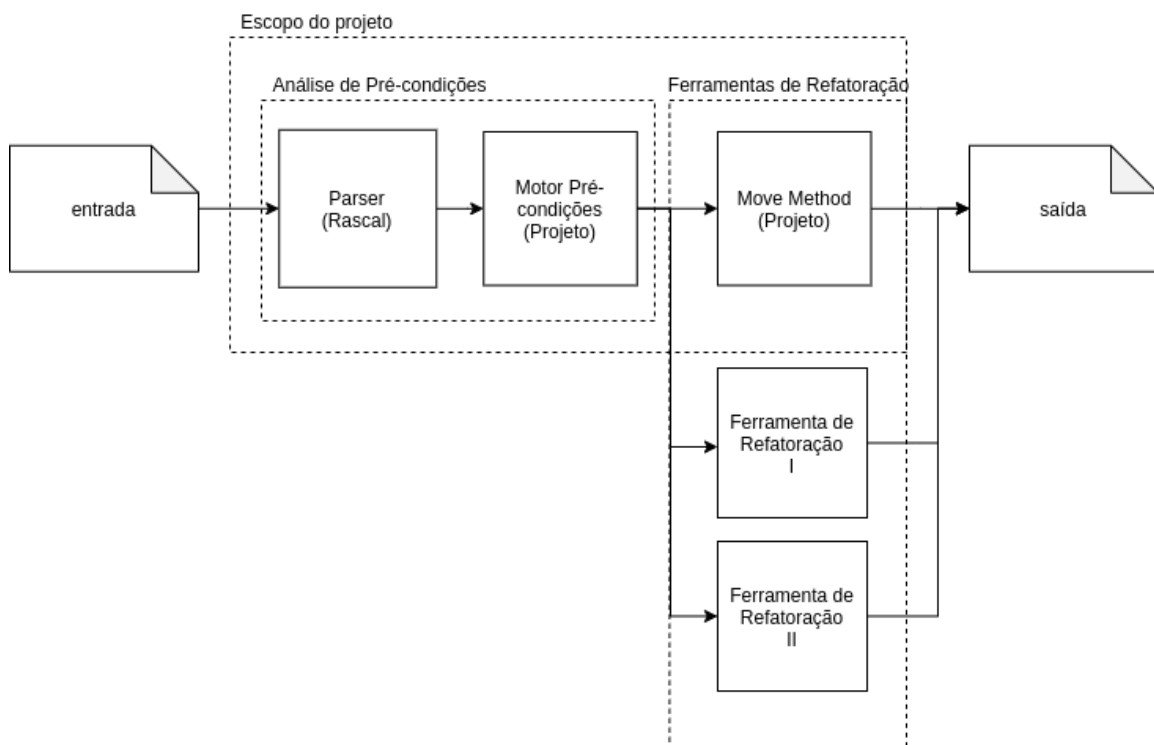 Escopo do projeto
Análise de Pré-condições
Ferramentas de Refatoração
entrada
Parser
(Rascal)
Motor Pré-
condições
(Projeto)
Move Method
(Projeto)
saída
Ferramenta de
Refatoração
I
Ferramenta de
Refatoração
II